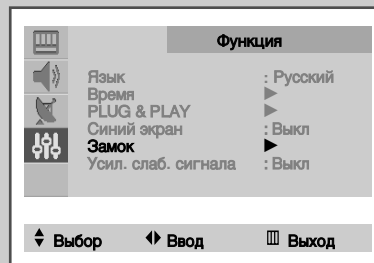 Функция
Язык : Русский
Время ▶
PLUG & PLAY ▶
Синий экран : Выкл
Замок ▶
Усил. слаб. сигнала : Выкл
Выбор Ввод Выход